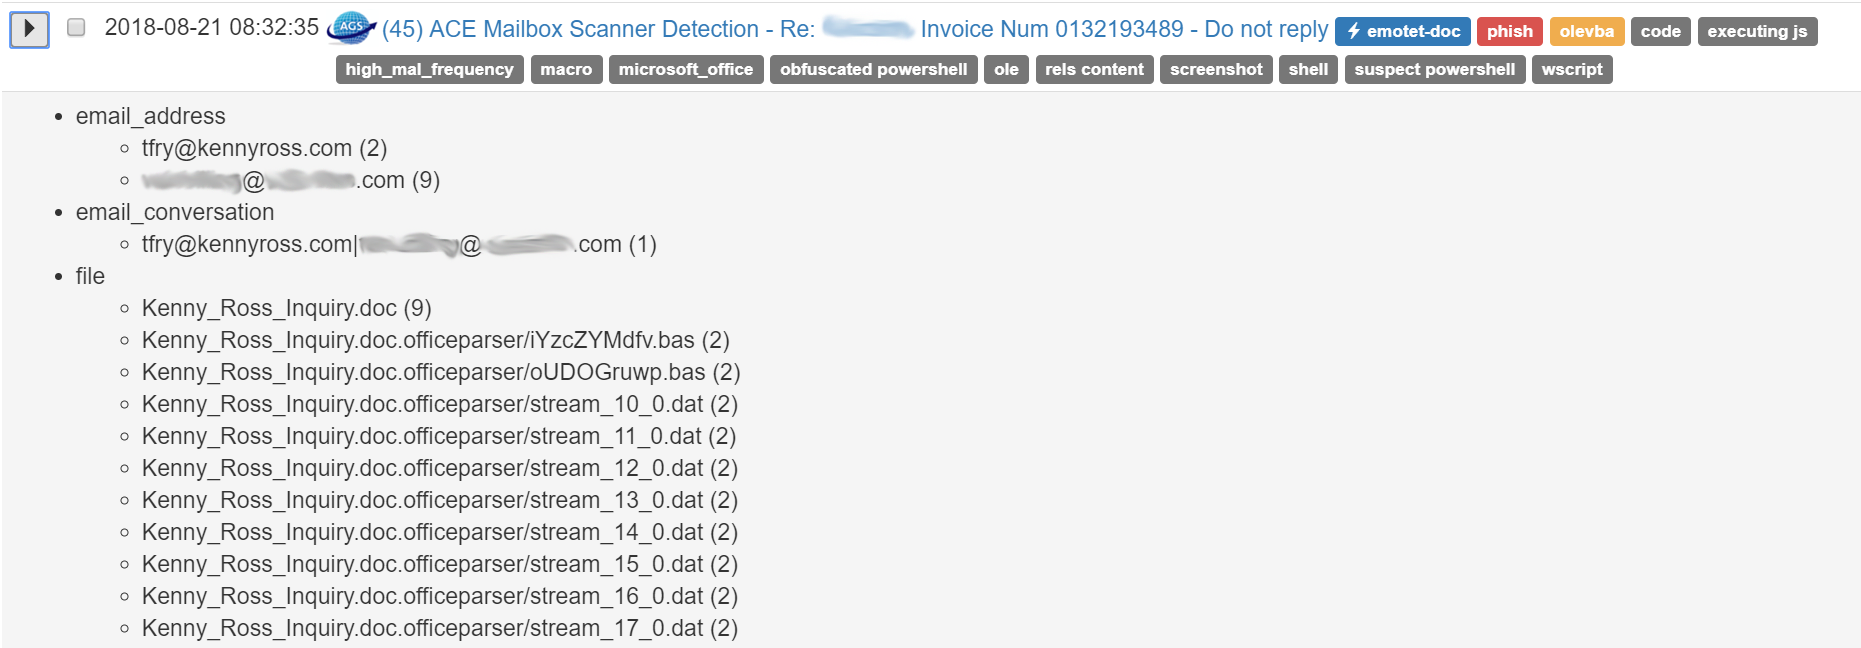 2018-08-21 08:32:35 AGS (45) ACE Mailbox Scanner Detection - Re: Invoice Num 0132193489 - Do not reply emotet-doc phish olevba code executing js
high_mal_frequency macro microsoft_office obfuscated powershell ole rels content screenshot shell suspect powershell wscript
email_address
tfry@kennyross.com (2)
@ .com (9)
email_conversation
tfry@kennyross.com| @ .com (1)
file
Kenny_Ross_Inquiry.doc (9)
Kenny_Ross_Inquiry.doc.officeparser/iYzcZYMdfv.bas (2)
Kenny_Ross_Inquiry.doc.officeparser/oUDOGruwp.bas (2)
Kenny_Ross_Inquiry.doc.officeparser/stream_10_0.dat (2)
Kenny_Ross_Inquiry.doc.officeparser/stream_11_0.dat (2)
Kenny_Ross_Inquiry.doc.officeparser/stream_12_0.dat (2)
Kenny_Ross_Inquiry.doc.officeparser/stream_13_0.dat (2)
Kenny_Ross_Inquiry.doc.officeparser/stream_14_0.dat (2)
Kenny_Ross_Inquiry.doc.officeparser/stream_15_0.dat (2)
Kenny_Ross_Inquiry.doc.officeparser/stream_16_0.dat (2)
Kenny_Ross_Inquiry.doc.officeparser/stream_17_0.dat (2)